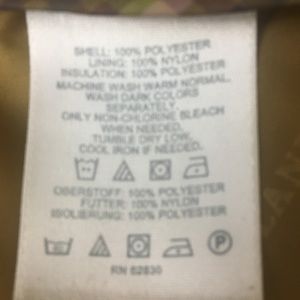 SHELL: 100% POLYESTER
LINING: 100% NYLON
INSULATION: 100% POLYESTER
MACHINE WASH WARM NORMAL.
WASH DARK COLORS
SEPARATELY.
ONLY NON-CHLORINE BLEACH
WHEN NEEDED.
TUMBLE DRY LOW.
COOL IRON IF NEEDED.
OBERSTOFF: 100% POLYESTER
FUTTER: 100% NYLON
ISOLIERUNG: 100% POLYESTER
P
RN 62830